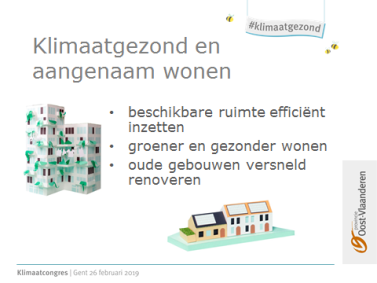 #klimaatgezond
Klimaatgezond en
aangenaam wonen
• beschikbare ruimte efficiënt
inzetten
• groener en gezonder wonen
• oude gebouwen versneld
renoveren
Oost-Vlaanderen
Klimaatcongres | Gent 26 februari 2019